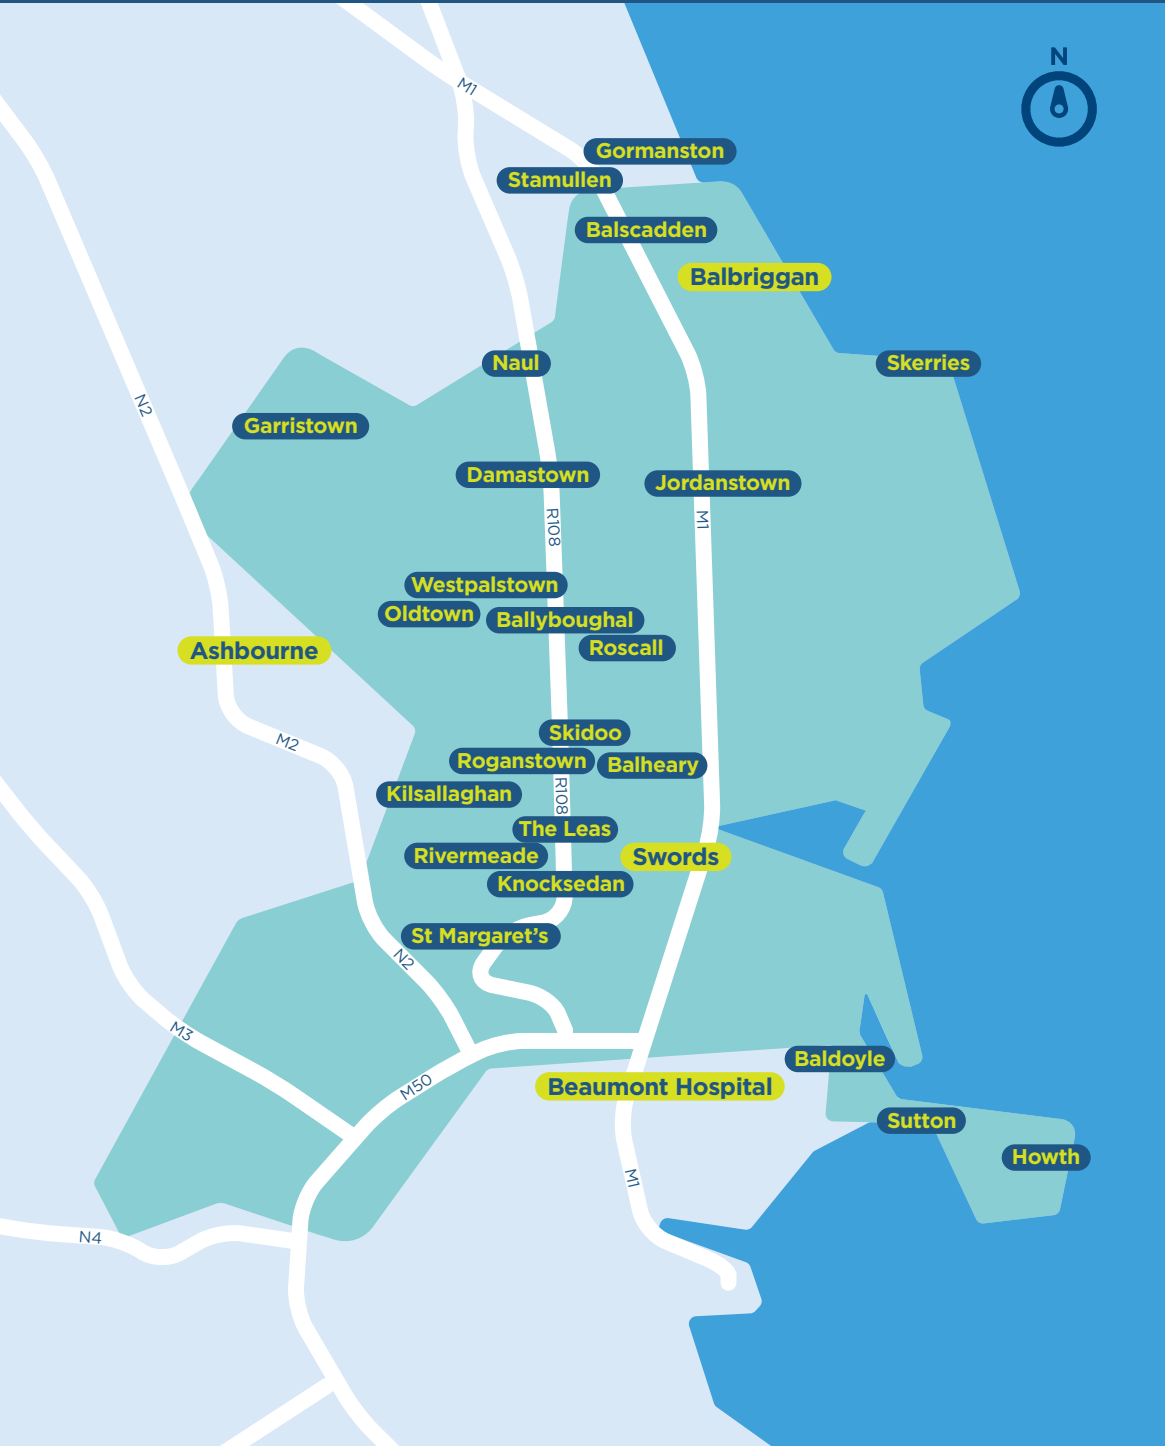 N
M1
Gormanston
Stamullen
Balscadden
Balbriggan
Naul
Skerries
N2
Garristown
Damastown
Jordanstown
R108
M1
Westpalstown
Oldtown
Ballyboughal
Roscall
Ashbourne
M2
Skidoo
Roganstown
Balheary
Kilsallaghan
R108
The Leas
Rivermeade
Swords
Knocksedan
St Margaret’s
N2
M3
Baldoyle
M50
Beaumont Hospital
Sutton
Howth
M1
N4